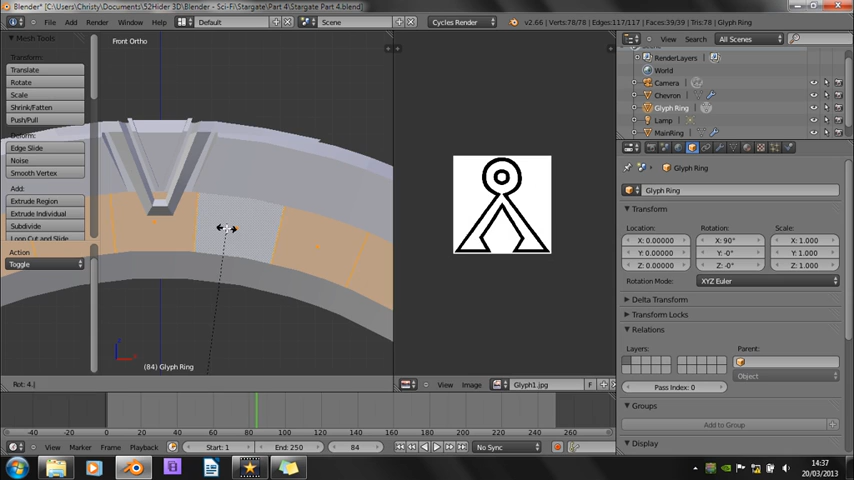 Blender* [C:\Users\Christy\Documents\52Hider 3D\Blender - Sci-Fi\Stargate\Part 4\Stargate Part 4.blend]
File Add Render Window Help Default Scene Cycles Render v2.66 | Verts:78/78 | Edges:117/117 | Faces:39/39 | Tris:78 | Glyph Ring
View Search All Scenes
Mesh Tools
Front Ortho
Transform:
Translate
Rotate
Scale
Shrink/Fatten
Push/Pull
Deform:
Edge Slide
Noise
Smooth Vertex
Add:
Extrude Region
Extrude Individual
Subdivide
Loop Cut and Slide
Action
Toggle
(84) Glyph Ring
Rot: 4.|
View Image Glyph1.jpg F
RenderLayers
World
Camera
Chevron
Glyph Ring
Lamp
MainRing
Glyph Ring
Glyph Ring
Transform
Location: Rotation: Scale:
X: 0.00000 X: 90° X: 1.000
Y: 0.00000 Y: -0° Y: 1.000
Z: 0.00000 Z: -0° Z: 1.000
Rotation Mode: XYZ Euler
Delta Transform
Transform Locks
Relations
Layers: Parent:
Object
Pass Index: 0
Groups
Add to Group
Display
-40 -20 0 20 40 60 80 100 120 140 160 180 200 220 240 260
View Marker Frame Playback Start: 1 End: 250 84 No Sync
14:37
20/03/2013